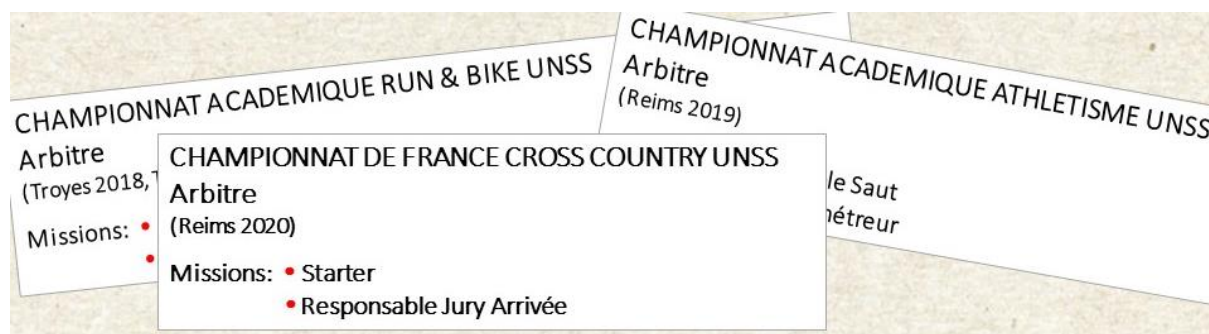 CHAMPIONNAT ACADEMIQUE RUN & BIKE UNSS
Arbitre
(Troyes 2018,
Missions: •
•
CHAMPIONNAT DE FRANCE CROSS COUNTRY UNSS
Arbitre
(Reims 2020)
Missions: • Starter
• Responsable Jury Arrivée
CHAMPIONNAT ACADEMIQUE ATHLETISME UNSS
Arbitre
(Reims 2019)
le Saut